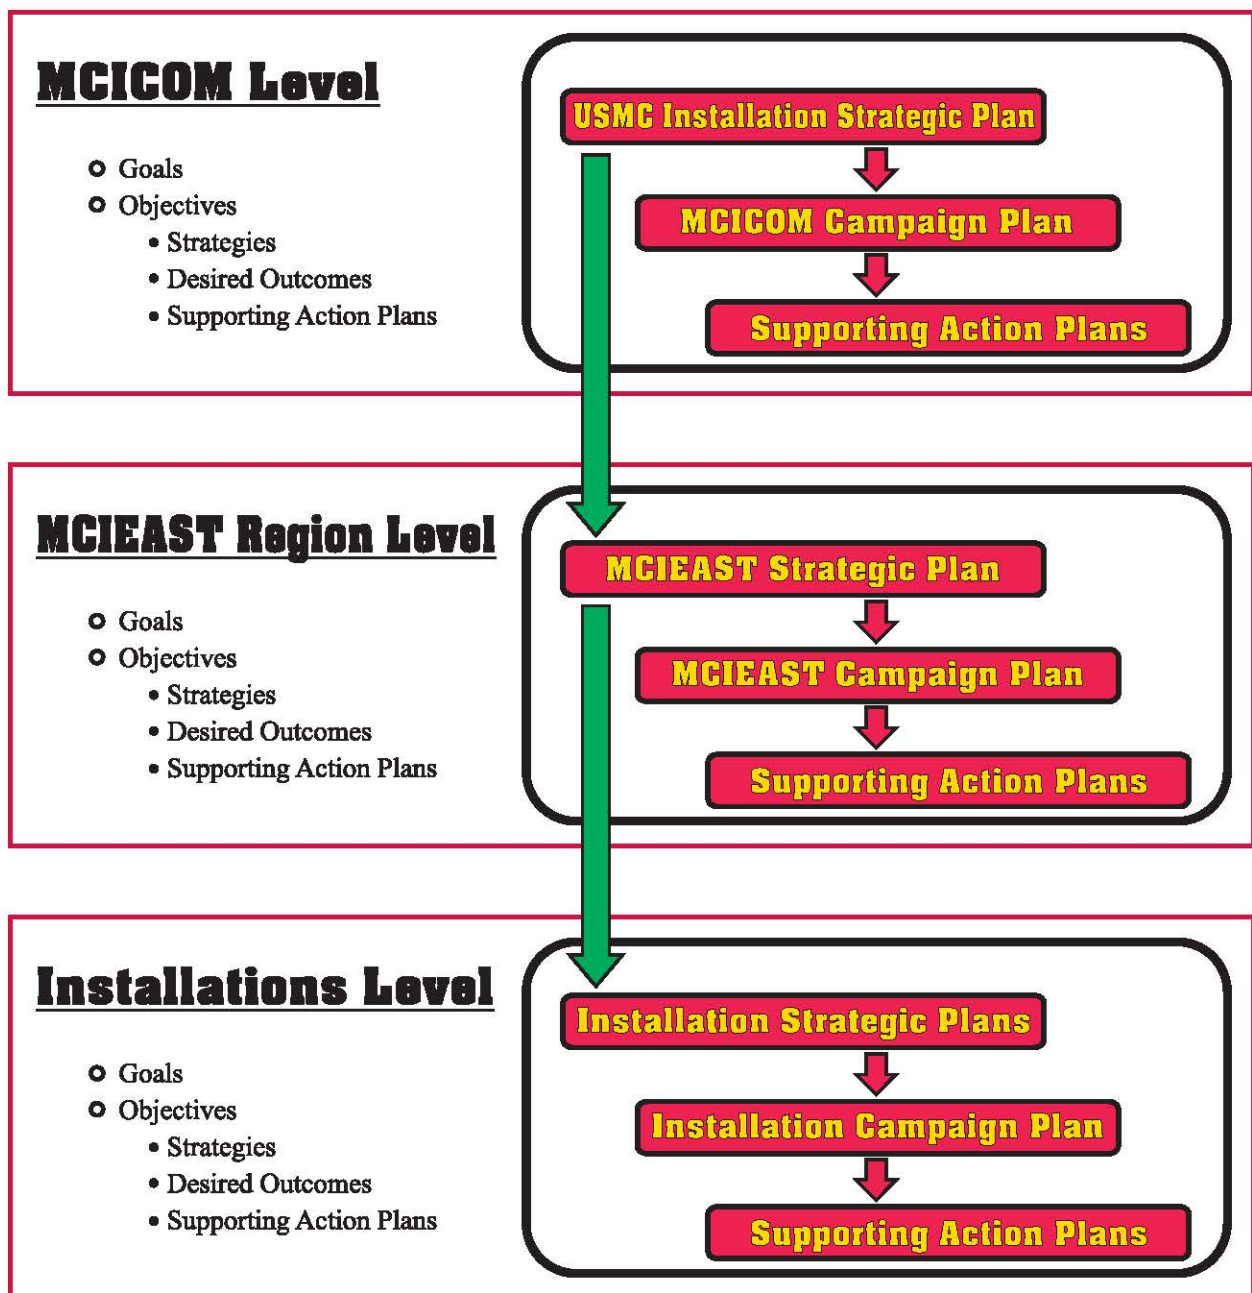 MCICOM Level
Goals
Objectives
• Strategies
• Desired Outcomes
• Supporting Action Plans
USMC Installation Strategic Plan
MCICOM Campaign Plan
Supporting Action Plans
MCIEAST Region Level
Goals
Objectives
• Strategies
• Desired Outcomes
• Supporting Action Plans
MCIEAST Strategic Plan
MCIEAST Campaign Plan
Supporting Action Plans
Installations Level
Goals
Objectives
• Strategies
• Desired Outcomes
• Supporting Action Plans
Installation Strategic Plans
Installation Campaign Plan
Supporting Action Plans